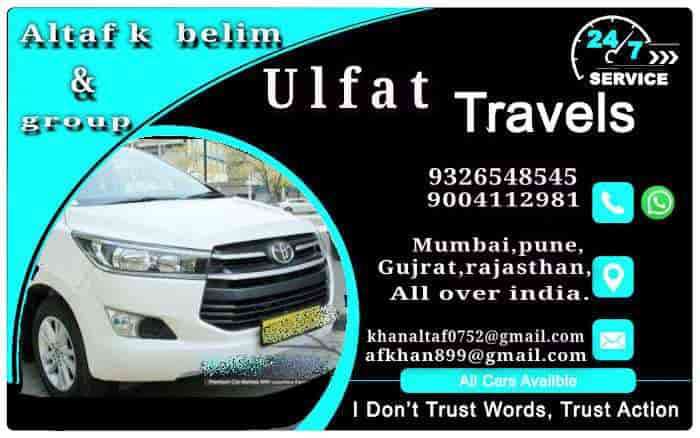 Altaf k belim
&
group
24/7
SERVICE
Ulfat
Travels
9326548545
9004112981
Mumbai,pune,
Gujrat,rajasthan,
All over india.
khanaltaf0752@gmail.com
afkhan899@gmail.com
All Cars Avalible
I Don't Trust Words, Trust Action